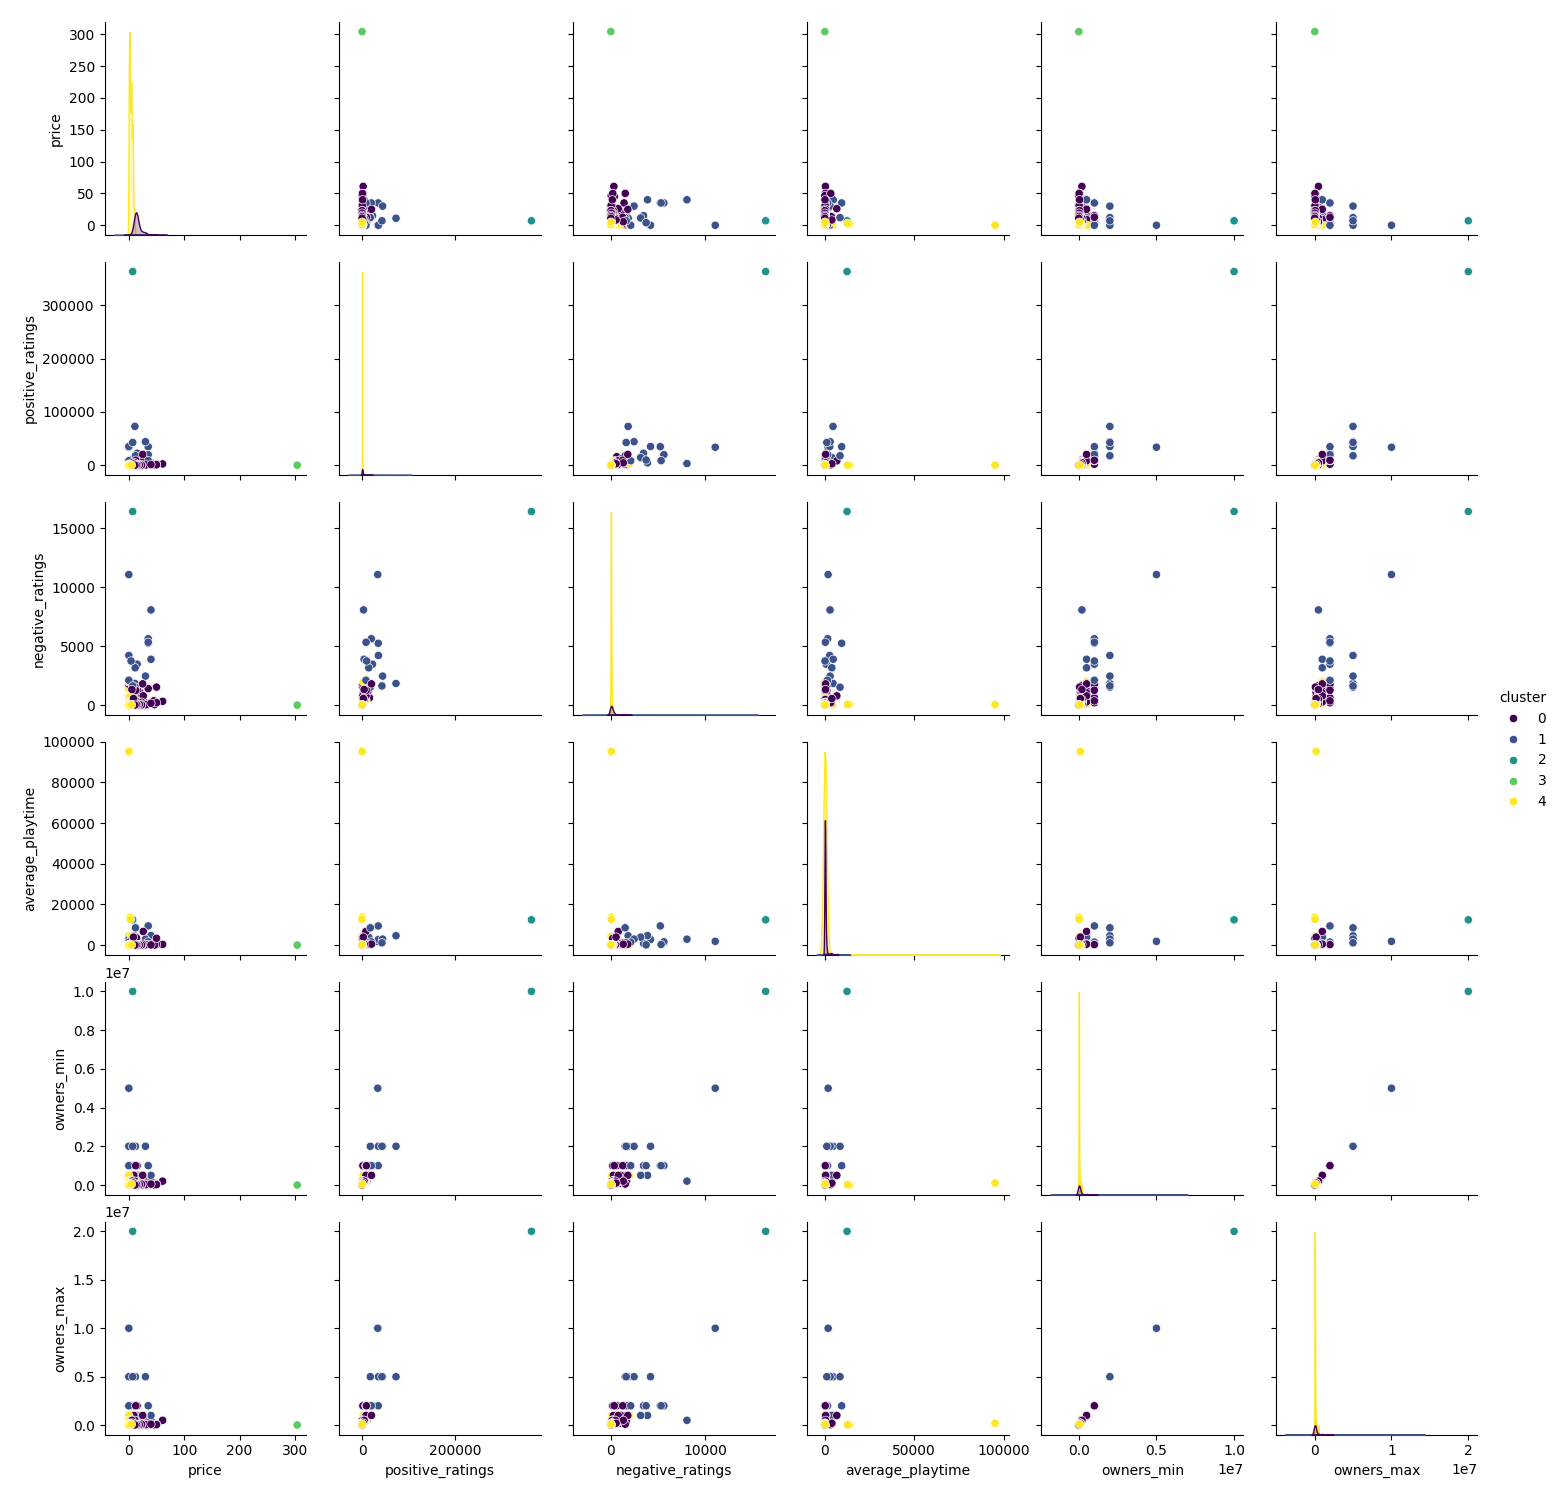 300
250
200
150
100
50
0
price
300000
200000
100000
0
positive_ratings
15000
10000
5000
0
negative_ratings
cluster
0
1
2
3
4
100000
80000
60000
40000
20000
0
average_playtime
1e7
1.0
0.8
0.6
0.4
0.2
0.0
owners_min
1e7
2.0
1.5
1.0
0.5
0.0
owners_max
0 100 200 300
price
0 200000
positive_ratings
0 10000
negative_ratings
0 50000 100000
average_playtime
0.0 0.5 1.0
1e7
owners_min
0 1 2
1e7
owners_max